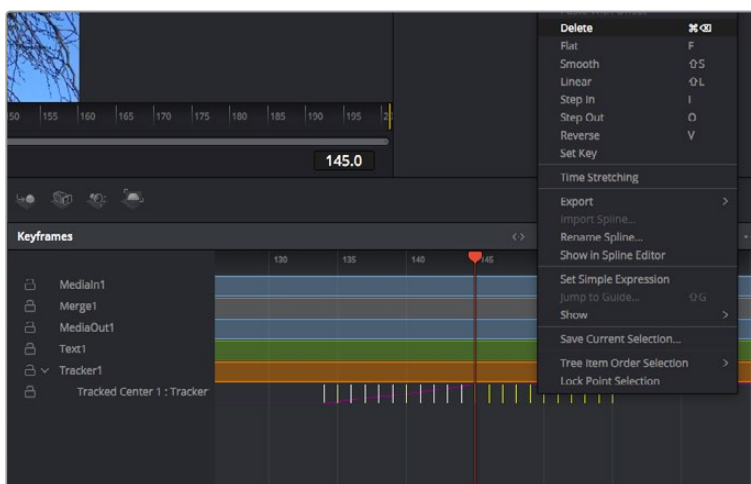 Delete ⌘⌫
Flat F
Smooth ⇧S
Linear ⇧L
Step In I
Step Out O
Reverse V
Set Key
Time Stretching
Export >
Import Spline...
Rename Spline...
Show in Spline Editor
Set Simple Expression
Jump to Guide... ⇧G
Show >
Save Current Selection...
Tree Item Order Selection >
Lock Point Selection
50 155 160 165 170 175 180 185 190 195
145.0
Keyframes
130 135 140 145
MediaIn1
Merge1
MediaOut1
Text1
Tracker1
Tracked Center 1 : Tracker